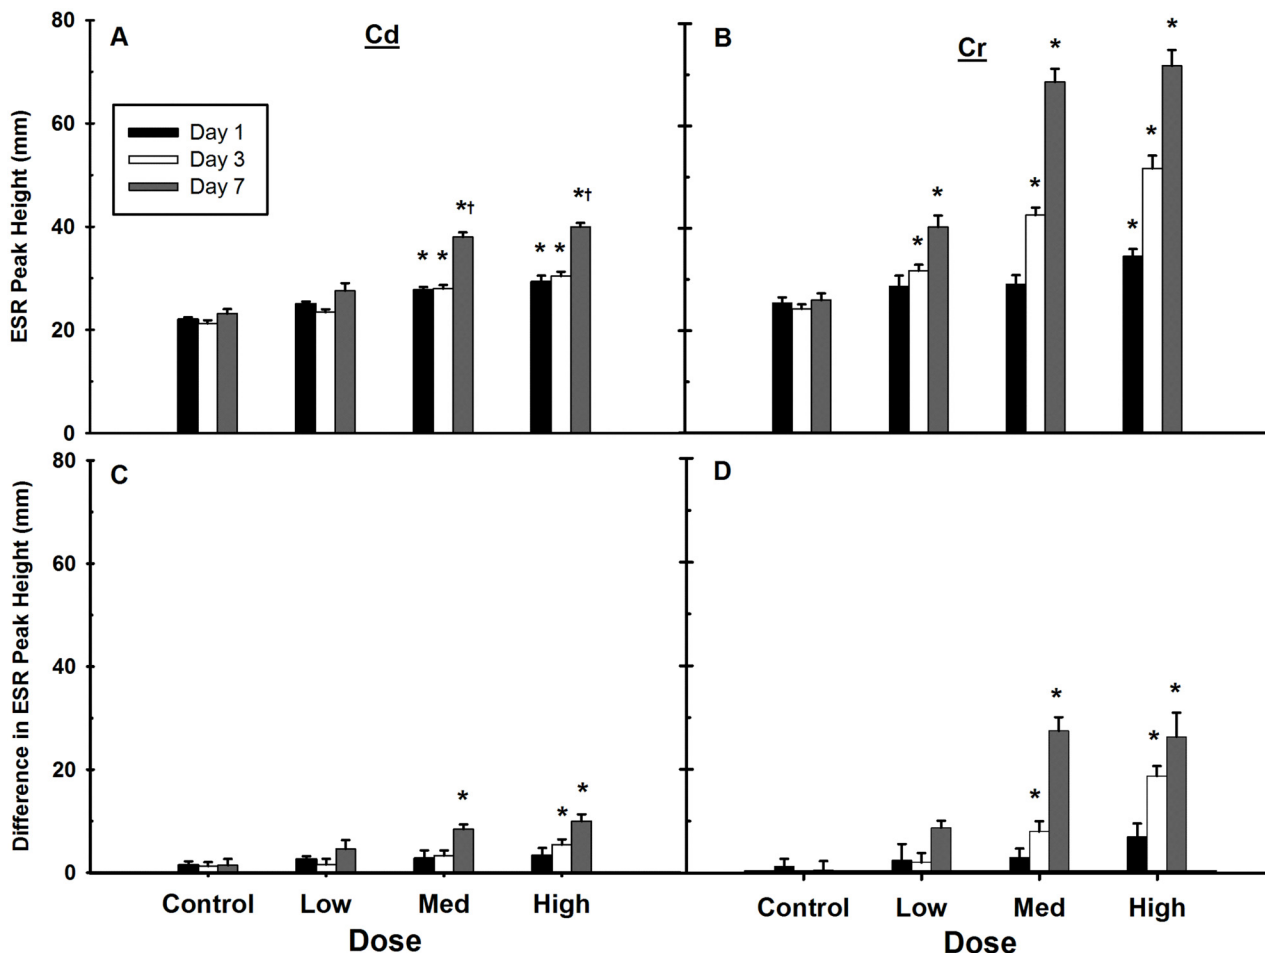 A
Cd
B
Cr
80
60
40
20
0
ESR Peak Height (mm)
Day 1
Day 3
Day 7
* * *†
* * *†
* *
* *
* * *
C
D
80
60
40
20
0
Difference in ESR Peak Height (mm)
*
* *
* *
* *
Control Low Med High
Dose
Control Low Med High
Dose